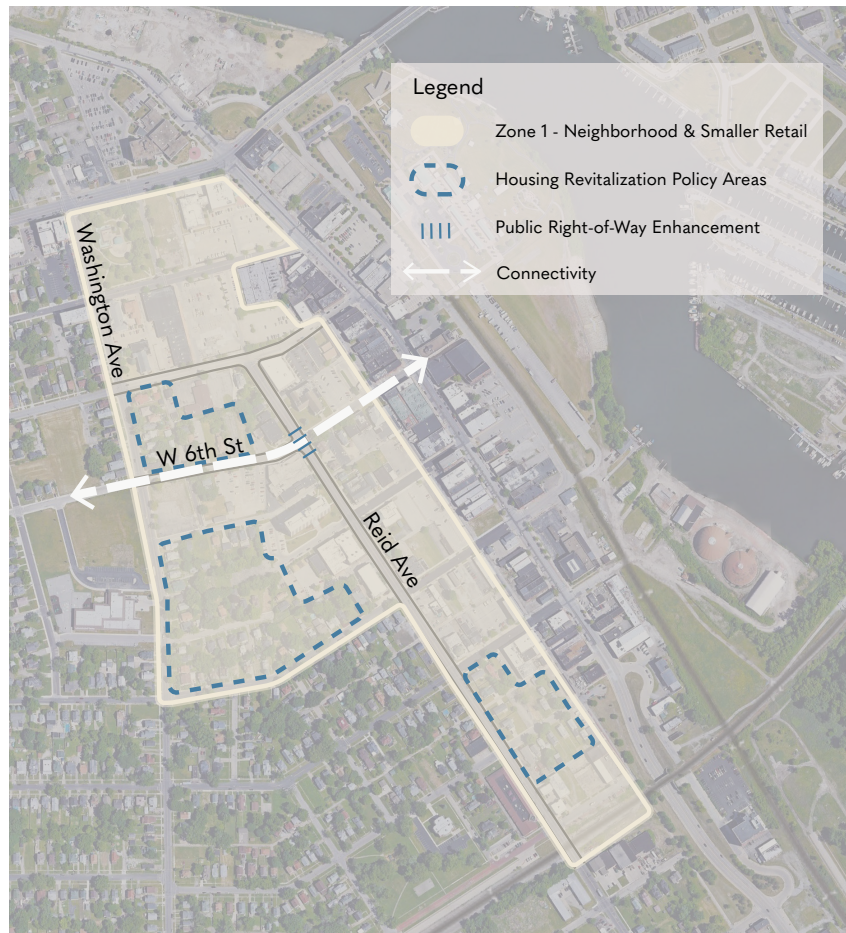 Legend
Zone 1 - Neighborhood & Smaller Retail
Housing Revitalization Policy Areas
Public Right-of-Way Enhancement
Connectivity
Washington Ave
W 6th St
Reid Ave